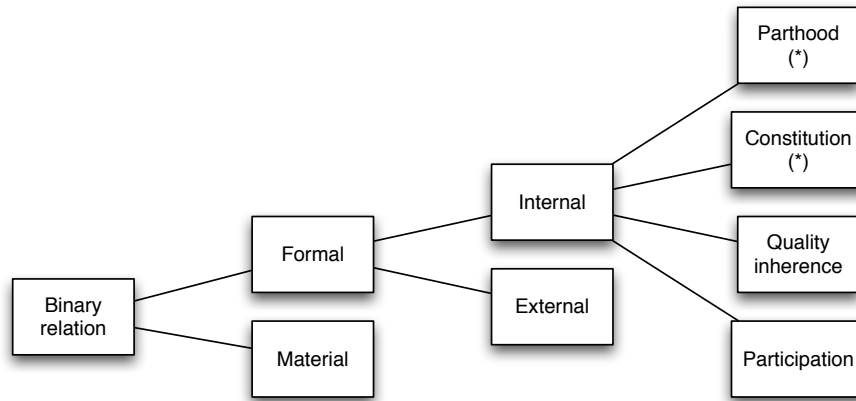 Binary
relation
Formal
Material
Internal
External
Parthood
(*)
Constitution
(*)
Quality
inherence
Participation